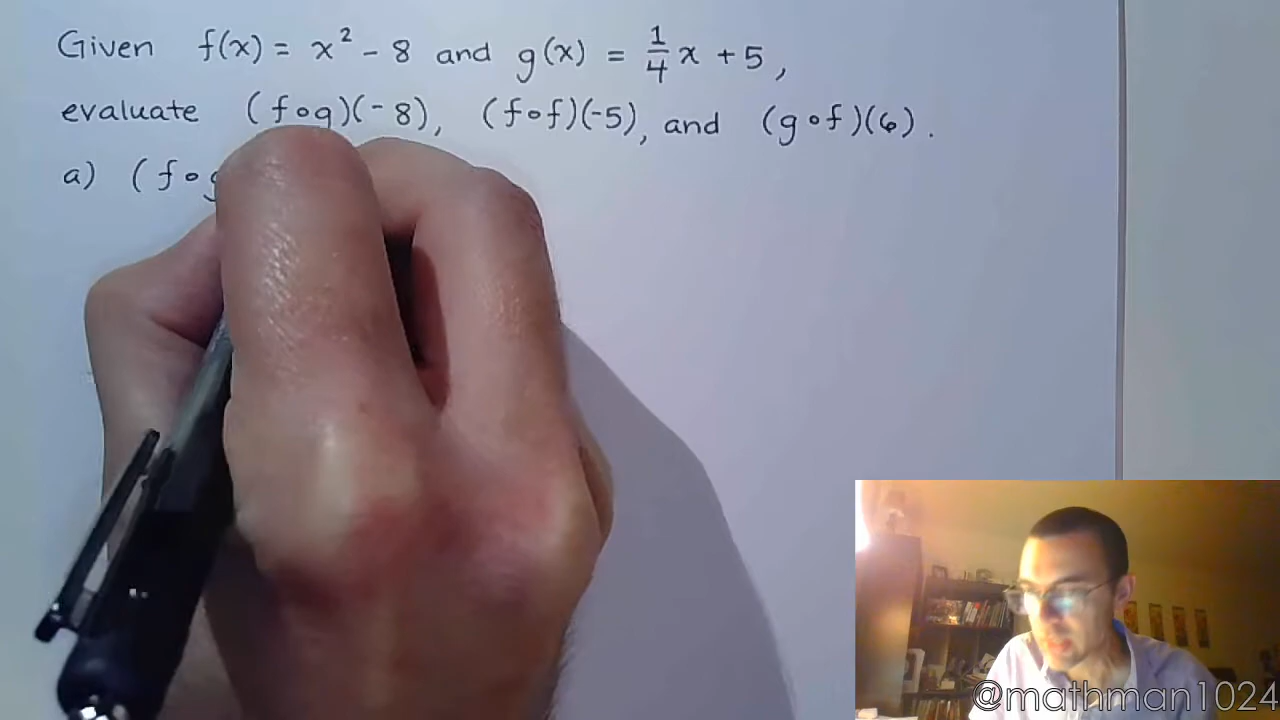 Given f(x) = x² - 8 and g(x) = 1/4 x + 5,
evaluate (f∘g)(-8), (f∘f)(-5), and (g∘f)(6).
a) (f∘g
@mathman1024